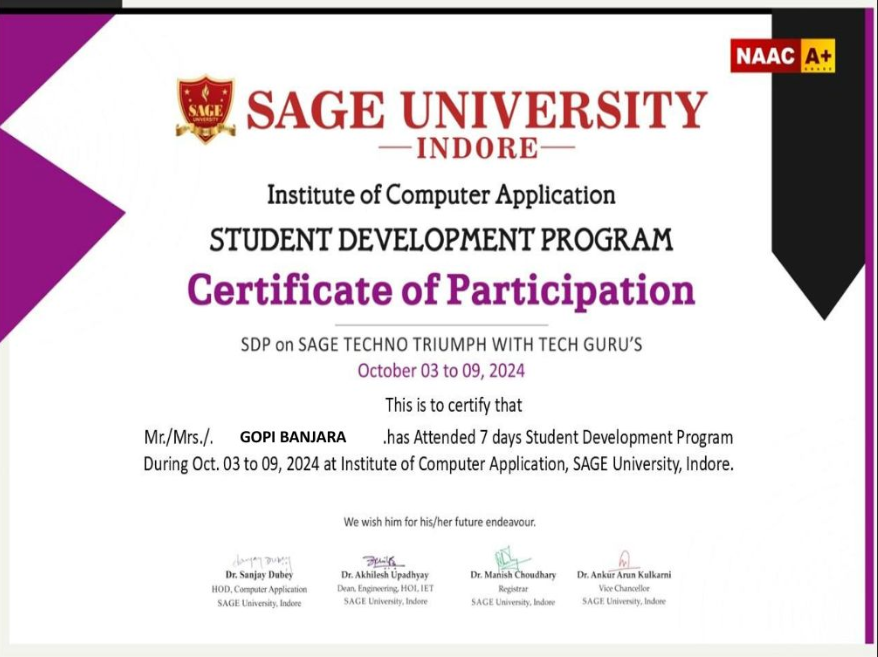 NAAC A+
GRADE
SAGE
UNIVERSITY
SAGE UNIVERSITY
INDORE
Institute of Computer Application
STUDENT DEVELOPMENT PROGRAM
Certificate of Participation
SDP on SAGE TECHNO TRIUMPH WITH TECH GURU'S
October 03 to 09, 2024
This is to certify that
Mr./Mrs./. GOPI BANJARA .has Attended 7 days Student Development Program
During Oct. 03 to 09, 2024 at Institute of Computer Application, SAGE University, Indore.
We wish him for his/her future endeavour.
Dr. Sanjay Dubey Dr. Akhilesh Upadhyay Dr. Manish Choudhary Dr. Ankur Arun Kulkarni
HOD, Computer Application Dean, Engineering, HOI, IET Registrar Vice Chancellor
SAGE University, Indore SAGE University, Indore SAGE University, Indore SAGE University, Indore